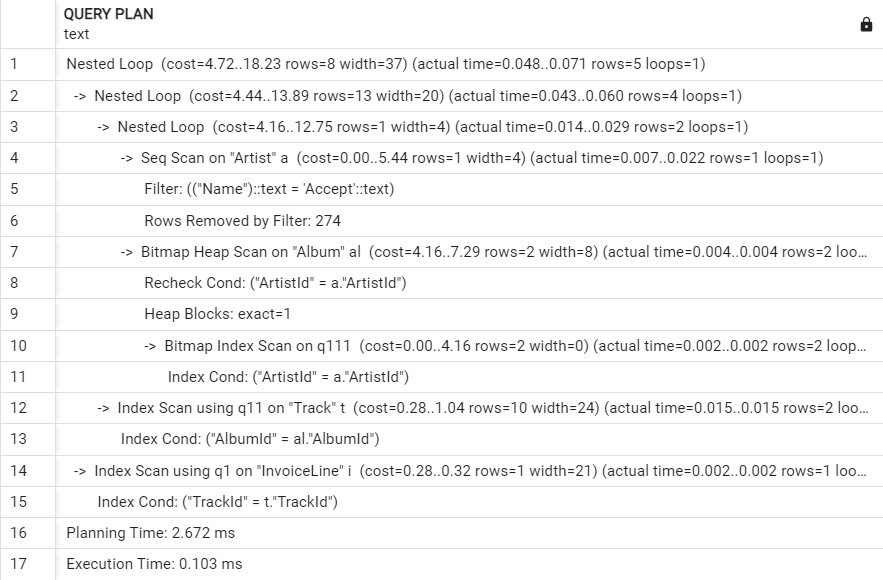 QUERY PLAN
text
1 Nested Loop (cost=4.72..18.23 rows=8 width=37) (actual time=0.048..0.071 rows=5 loops=1)
2 -> Nested Loop (cost=4.44..13.89 rows=13 width=20) (actual time=0.043..0.060 rows=4 loops=1)
3 -> Nested Loop (cost=4.16..12.75 rows=1 width=4) (actual time=0.014..0.029 rows=2 loops=1)
4 -> Seq Scan on "Artist" a (cost=0.00..5.44 rows=1 width=4) (actual time=0.007..0.022 rows=1 loops=1)
5 Filter: (("Name")::text = 'Accept'::text)
6 Rows Removed by Filter: 274
7 -> Bitmap Heap Scan on "Album" al (cost=4.16..7.29 rows=2 width=8) (actual time=0.004..0.004 rows=2 loo...
8 Recheck Cond: ("ArtistId" = a."ArtistId")
9 Heap Blocks: exact=1
10 -> Bitmap Index Scan on q111 (cost=0.00..4.16 rows=2 width=0) (actual time=0.002..0.002 rows=2 loop...
11 Index Cond: ("ArtistId" = a."ArtistId")
12 -> Index Scan using q11 on "Track" t (cost=0.28..1.04 rows=10 width=24) (actual time=0.015..0.015 rows=2 loo...
13 Index Cond: ("AlbumId" = al."AlbumId")
14 -> Index Scan using q1 on "InvoiceLine" i (cost=0.28..0.32 rows=1 width=21) (actual time=0.002..0.002 rows=1 loo...
15 Index Cond: ("TrackId" = t."TrackId")
16 Planning Time: 2.672 ms
17 Execution Time: 0.103 ms